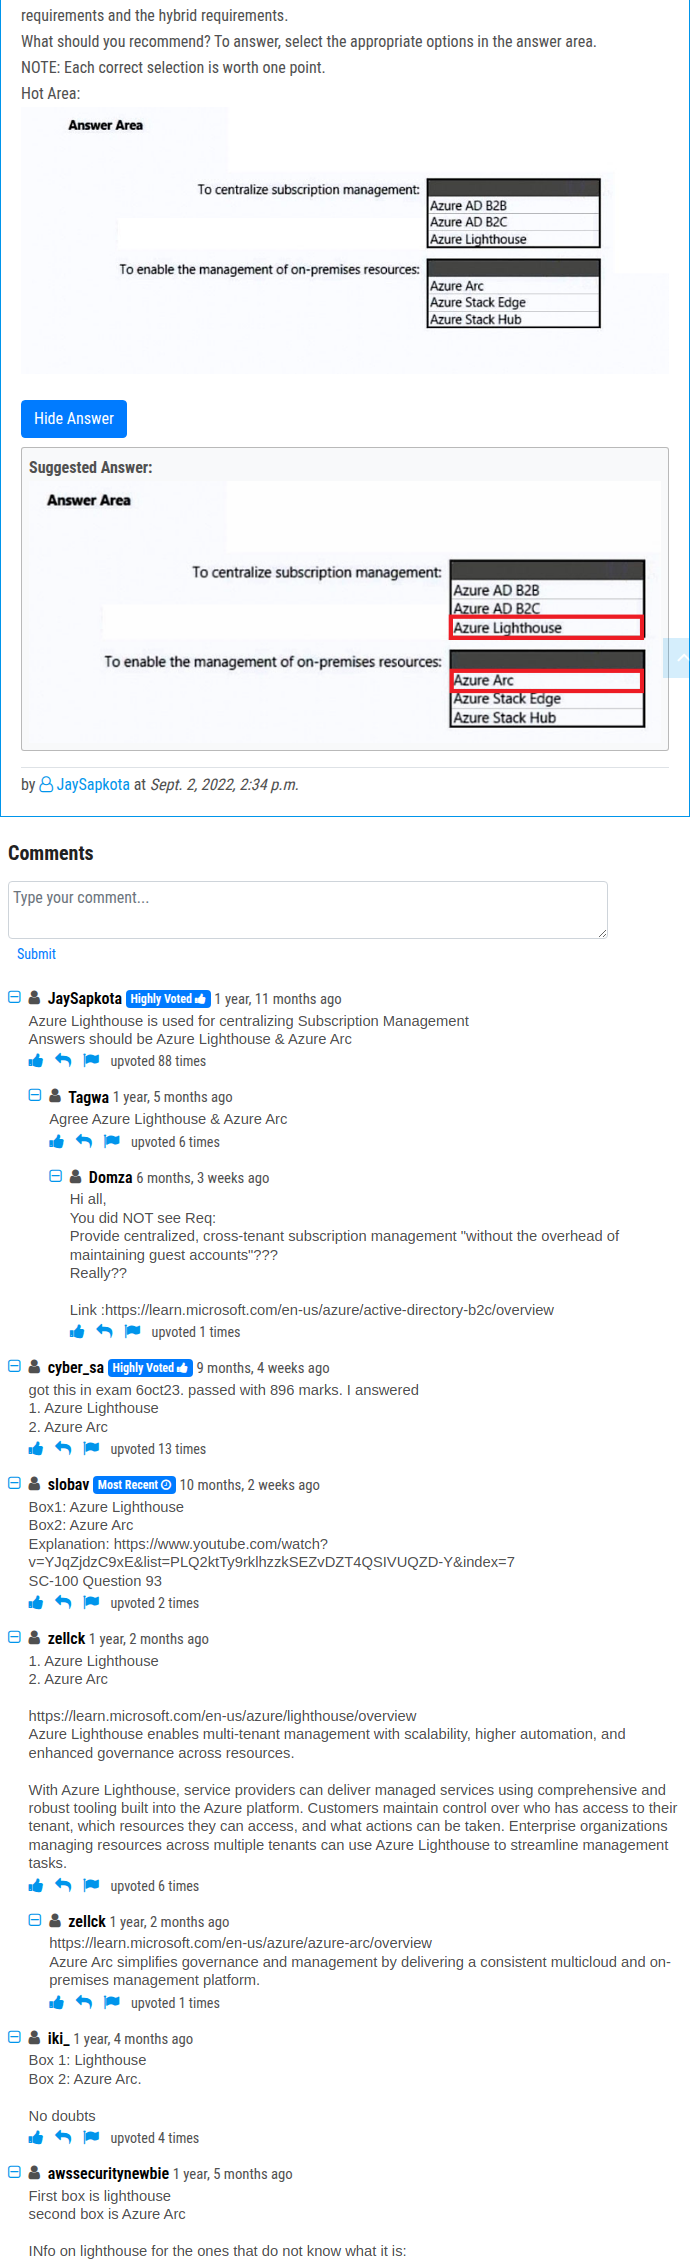 requirements and the hybrid requirements.
What should you recommend? To answer, select the appropriate options in the answer area.
NOTE: Each correct selection is worth one point.
Hot Area:
Answer Area
To centralize subscription management:
Azure AD B2B
Azure AD B2C
Azure Lighthouse
To enable the management of on-premises resources:
Azure Arc
Azure Stack Edge
Azure Stack Hub
Hide Answer
Suggested Answer:
Answer Area
To centralize subscription management:
Azure AD B2B
Azure AD B2C
Azure Lighthouse
To enable the management of on-premises resources:
Azure Arc
Azure Stack Edge
Azure Stack Hub
by JaySapkota at Sept. 2, 2022, 2:34 p.m.
Comments
Type your comment...
Submit
JaySapkota Highly Voted 1 year, 11 months ago
Azure Lighthouse is used for centralizing Subscription Management
Answers should be Azure Lighthouse & Azure Arc
upvoted 88 times
Tagwa 1 year, 5 months ago
Agree Azure Lighthouse & Azure Arc
upvoted 6 times
Domza 6 months, 3 weeks ago
Hi all,
You did NOT see Req:
Provide centralized, cross-tenant subscription management "without the overhead of
maintaining guest accounts"???
Really??
Link :https://learn.microsoft.com/en-us/azure/active-directory-b2c/overview
upvoted 1 times
cyber_sa Highly Voted 9 months, 4 weeks ago
got this in exam 6oct23. passed with 896 marks. I answered
1. Azure Lighthouse
2. Azure Arc
upvoted 13 times
slobav Most Recent 10 months, 2 weeks ago
Box1: Azure Lighthouse
Box2: Azure Arc
Explanation: https://www.youtube.com/watch?
v=YJqZjdzC9xE&list=PLQ2ktTy9rklhzzkSEZvDZT4QSIVUQZD-Y&index=7
SC-100 Question 93
upvoted 2 times
zellck 1 year, 2 months ago
1. Azure Lighthouse
2. Azure Arc
https://learn.microsoft.com/en-us/azure/lighthouse/overview
Azure Lighthouse enables multi-tenant management with scalability, higher automation, and
enhanced governance across resources.
With Azure Lighthouse, service providers can deliver managed services using comprehensive and
robust tooling built into the Azure platform. Customers maintain control over who has access to their
tenant, which resources they can access, and what actions can be taken. Enterprise organizations
managing resources across multiple tenants can use Azure Lighthouse to streamline management
tasks.
upvoted 6 times
zellck 1 year, 2 months ago
https://learn.microsoft.com/en-us/azure/azure-arc/overview
Azure Arc simplifies governance and management by delivering a consistent multicloud and on-
premises management platform.
upvoted 1 times
iki_ 1 year, 4 months ago
Box 1: Lighthouse
Box 2: Azure Arc.
No doubts
upvoted 4 times
awssecuritynewbie 1 year, 5 months ago
First box is lighthouse
second box is Azure Arc
INfo on lighthouse for the ones that do not know what it is: